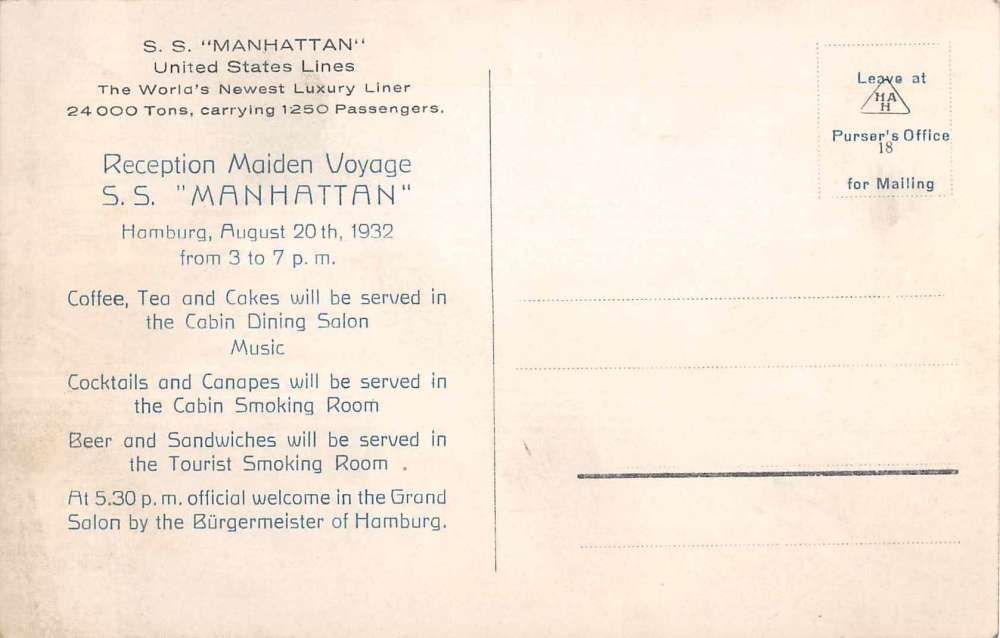 S. S. "MANHATTAN"
United States Lines
The World's Newest Luxury Liner
24000 Tons, carrying 1250 Passengers.
Reception Maiden Voyage
S. S. "MANHATTAN"
Hamburg, August 20th, 1932
from 3 to 7 p. m.
Coffee, Tea and Cakes will be served in
the Cabin Dining Salon
Music
Cocktails and Canapes will be served in
the Cabin Smoking Room
Beer and Sandwiches will be served in
the Tourist Smoking Room .
At 5.30 p. m. official welcome in the Grand
Salon by the Bürgermeister of Hamburg.
Leave at
HA
H
Purser's Office
18
for Mailing